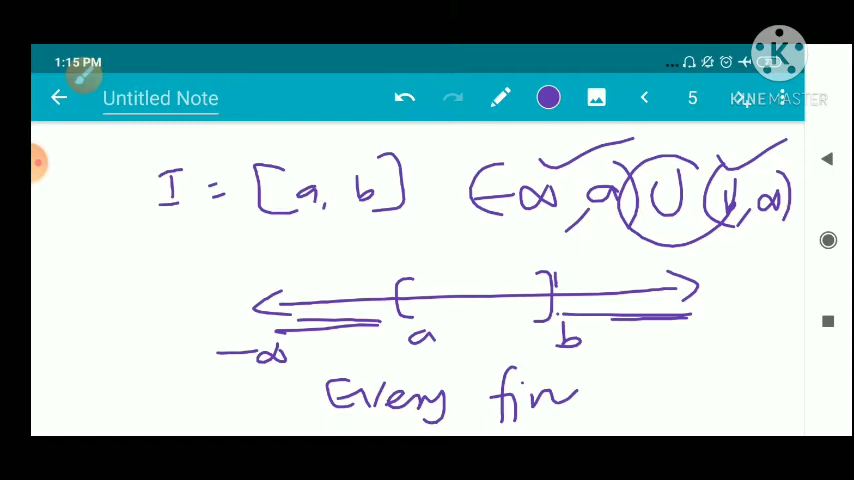 1:15 PM
K
KINEMASTER
Untitled Note
5
I = [a, b] (-∞, a) ∪ (b, ∞)
[ ]
-∞ a b
Every fin